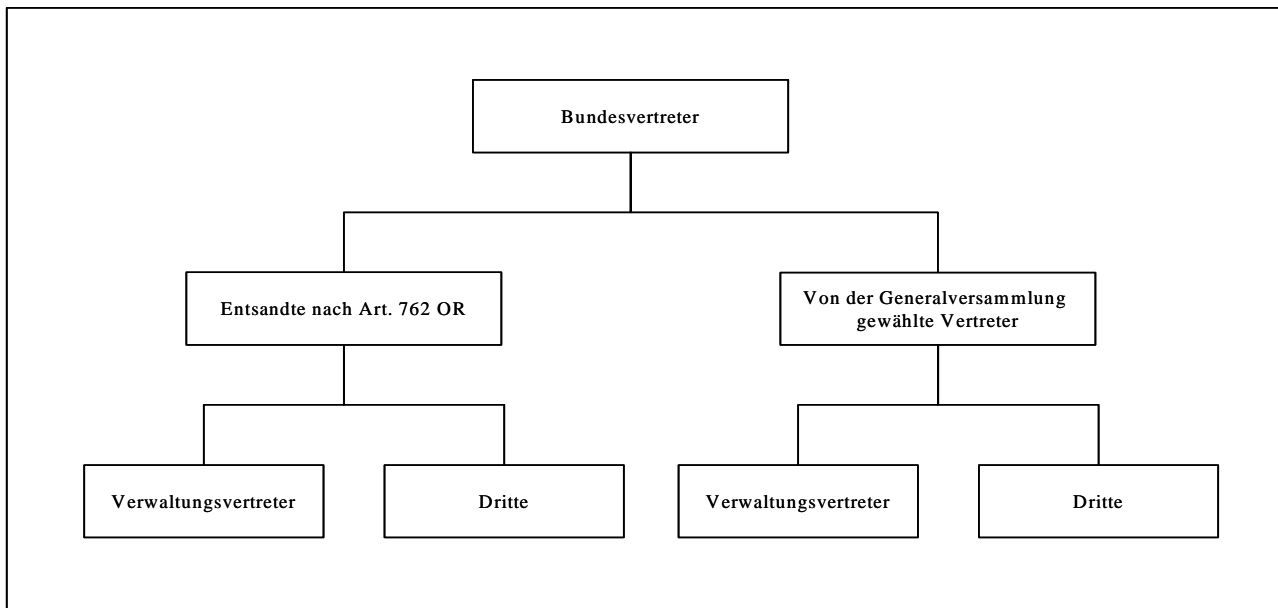 Bundesvertreter
Entsandte nach Art. 762 OR
Von der Generalversammlung
gewählte Vertreter
Verwaltungsvertreter
Dritte
Verwaltungsvertreter
Dritte